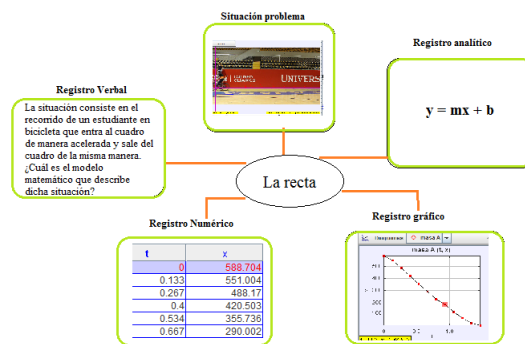 Situación problema
UNIVERS
Registro analítico
y = mx + b
Registro Verbal
La situación consiste en el
recorrido de un estudiante en
bicicleta que entra al cuadro
de manera acelerada y sale del
cuadro de la misma manera.
¿Cuál es el modelo
matemático que describe
dicha situación?
La recta
Registro Numérico
t x
0 588.704
0.133 551.004
0.267 488.17
0.4 420.503
0.534 355.736
0.667 290.002
Registro gráfico
masa A
masa A (t, x)